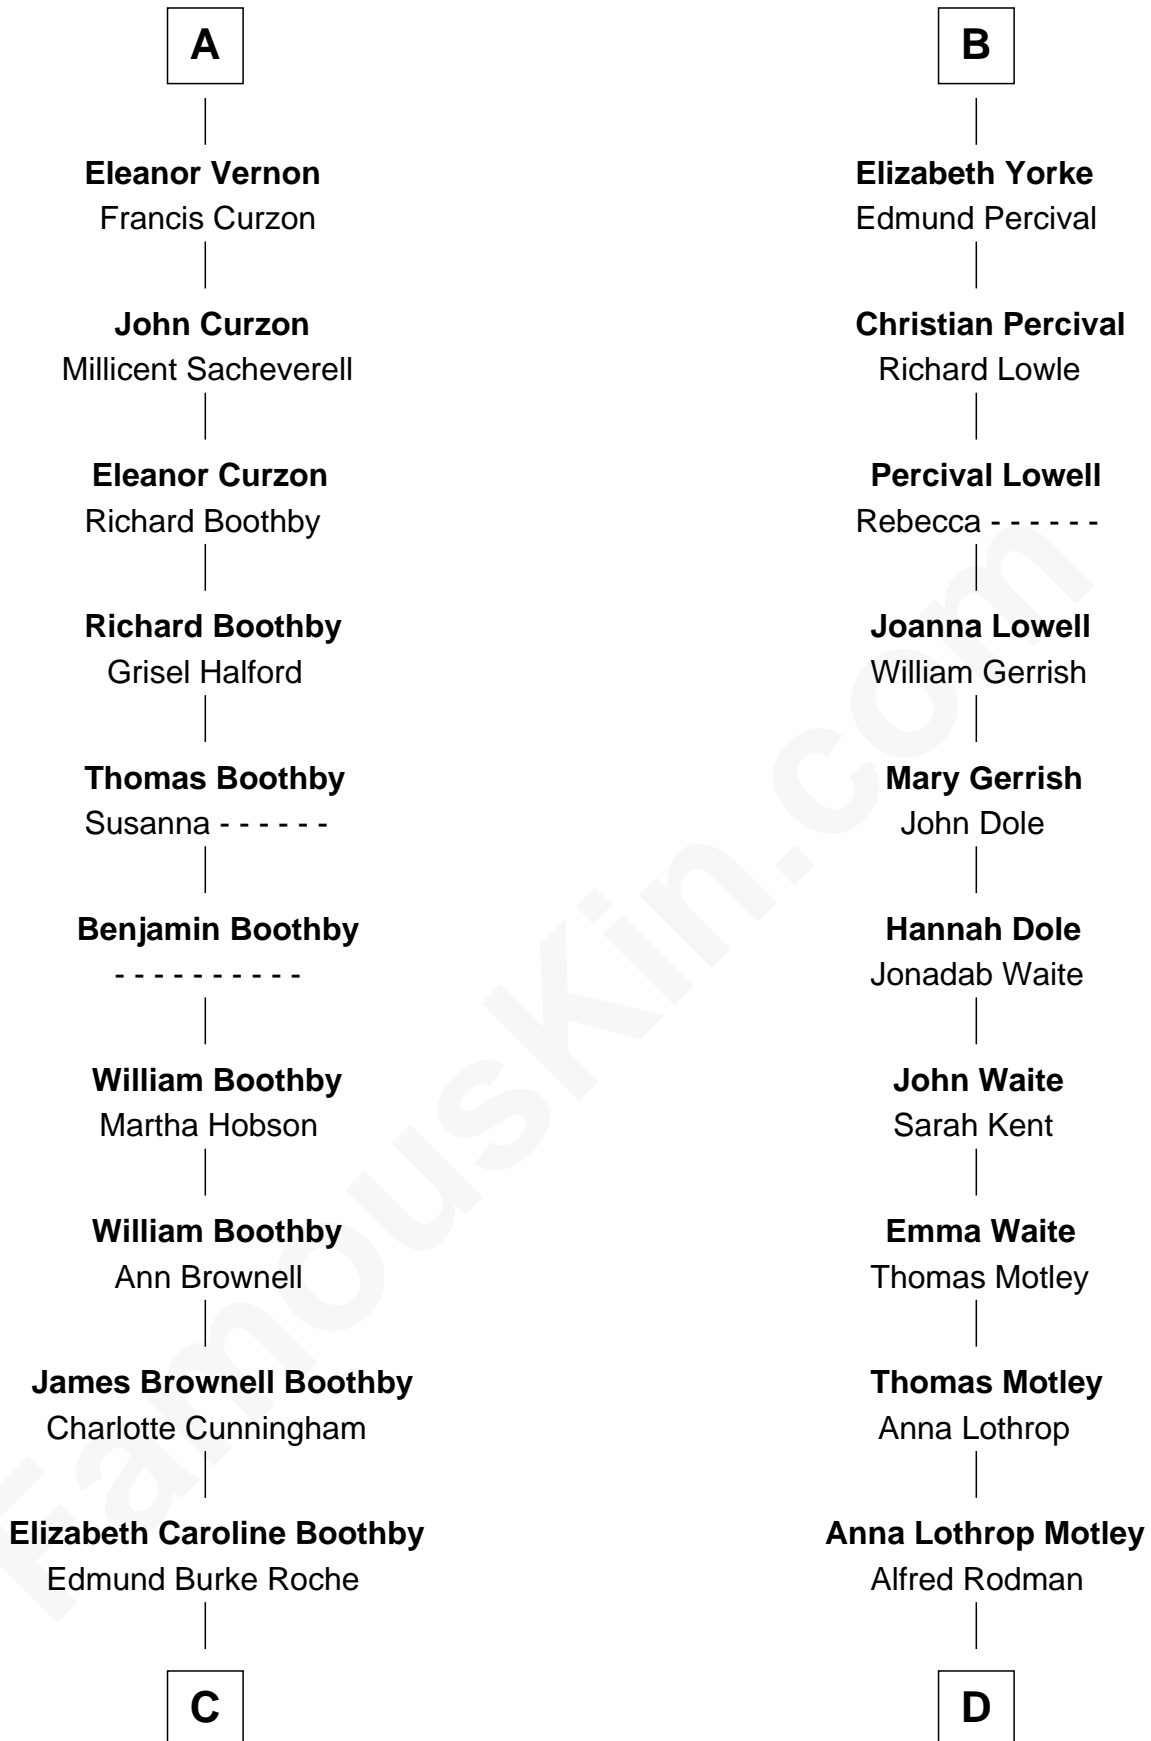 A
Eleanor Vernon
Francis Curzon
John Curzon
Millicent Sacheverell
Eleanor Curzon
Richard Boothby
Richard Boothby
Grisel Halford
Thomas Boothby
Susanna - - - - - -
Benjamin Boothby
- - - - - - - - - -
William Boothby
Martha Hobson
William Boothby
Ann Brownell
James Brownell Boothby
Charlotte Cunningham
Elizabeth Caroline Boothby
Edmund Burke Roche
C
B
Elizabeth Yorke
Edmund Percival
Christian Percival
Richard Lowle
Percival Lowell
Rebecca - - - - - -
Joanna Lowell
William Gerrish
Mary Gerrish
John Dole
Hannah Dole
Jonadab Waite
John Waite
Sarah Kent
Emma Waite
Thomas Motley
Thomas Motley
Anna Lothrop
Anna Lothrop Motley
Alfred Rodman
D
FamousKin.com